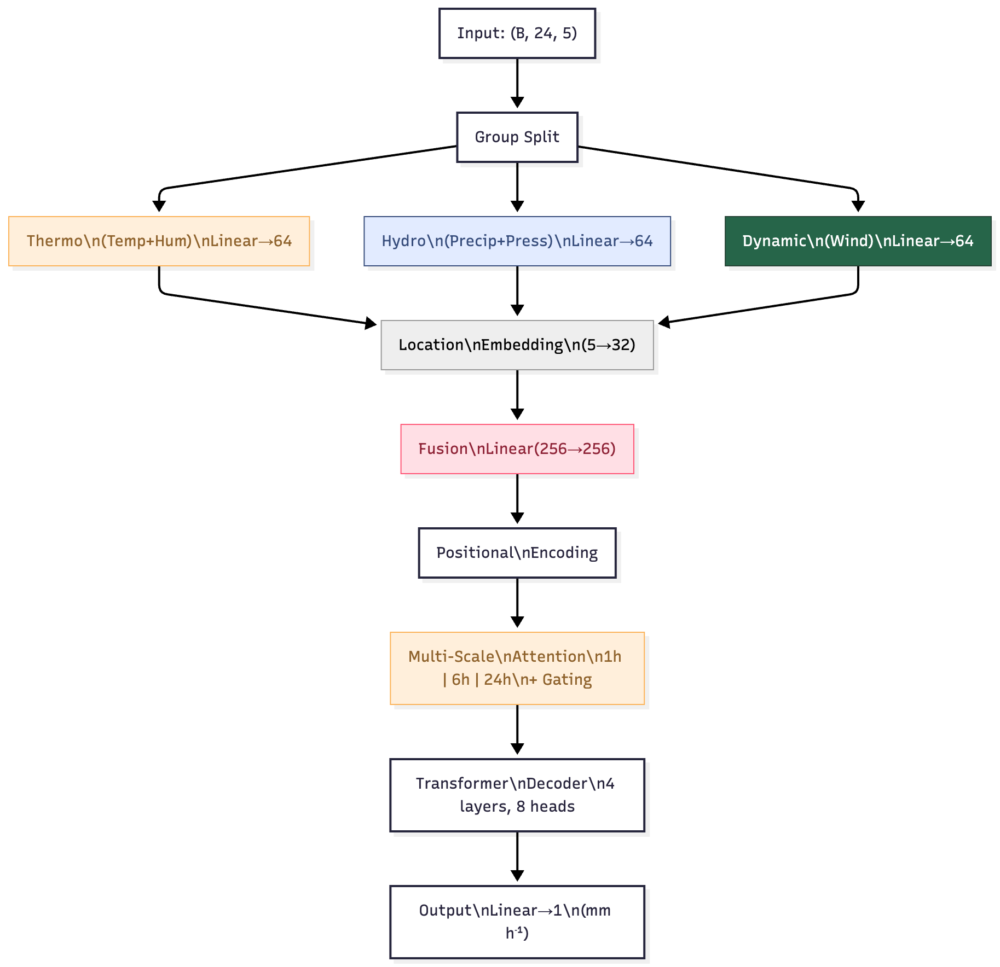 Input: (B, 24, 5)
Group Split
Thermo\n(Temp+Hum)\nLinear→64
Hydro\n(Precip+Press)\nLinear→64
Dynamic\n(Wind)\nLinear→64
Location\nEmbedding\n(5→32)
Fusion\nLinear(256→256)
Positional\nEncoding
Multi-Scale\nAttention\n1h
| 6h | 24h\n+ Gating
Transformer\nDecoder\n4
layers, 8 heads
Output\nLinear→1\n(mm
h⁻¹)